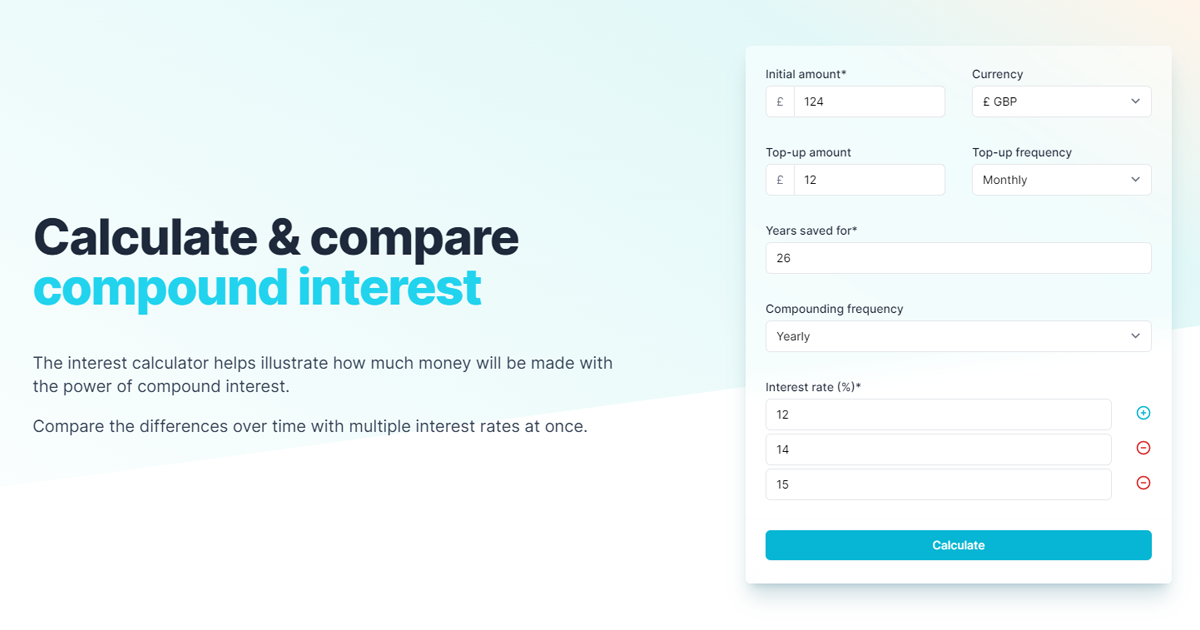 Calculate & compare
compound interest
The interest calculator helps illustrate how much money will be made with
the power of compound interest.
Compare the differences over time with multiple interest rates at once.
Initial amount*
£ 124
Currency
£ GBP
Top-up amount
£ 12
Top-up frequency
Monthly
Years saved for*
26
Compounding frequency
Yearly
Interest rate (%)*
12
14
15
Calculate